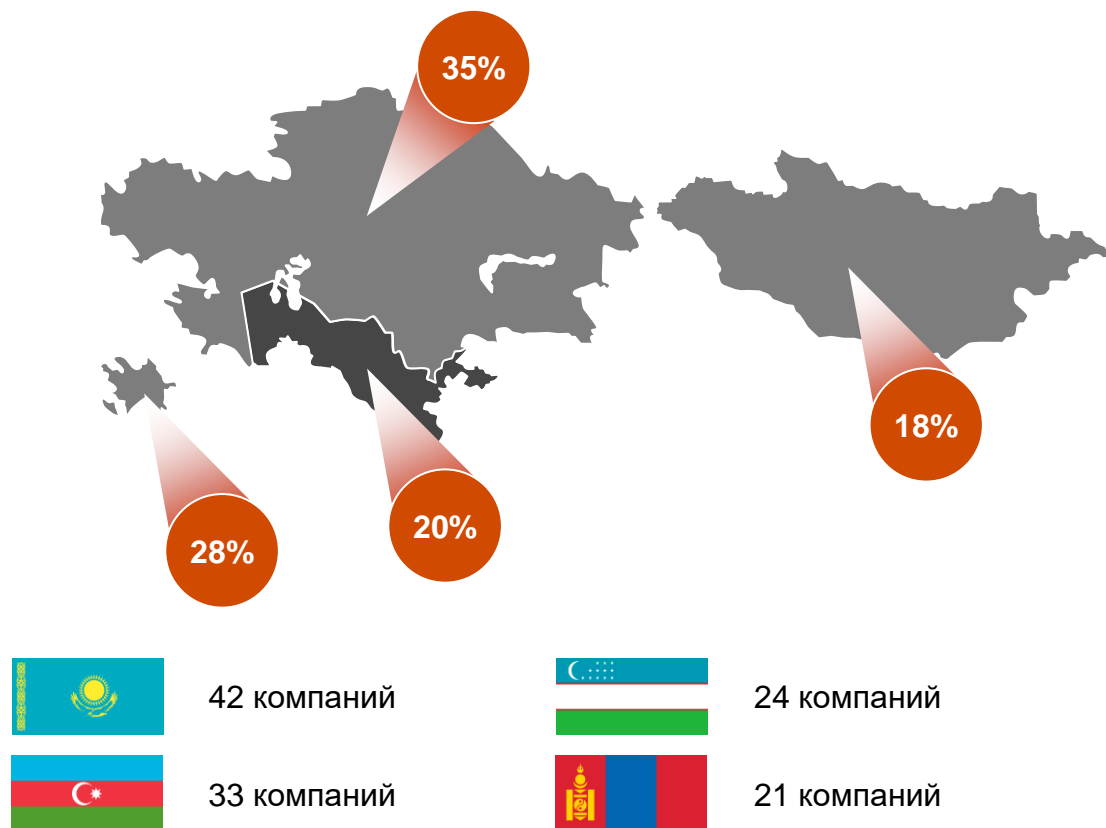 35%
18%
20%
28%
42 компаний
24 компаний
33 компаний
21 компаний